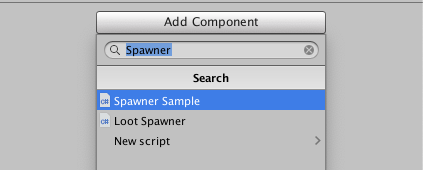 Add Component
Spawner
Search
c# Spawner Sample
c# Loot Spawner
New script